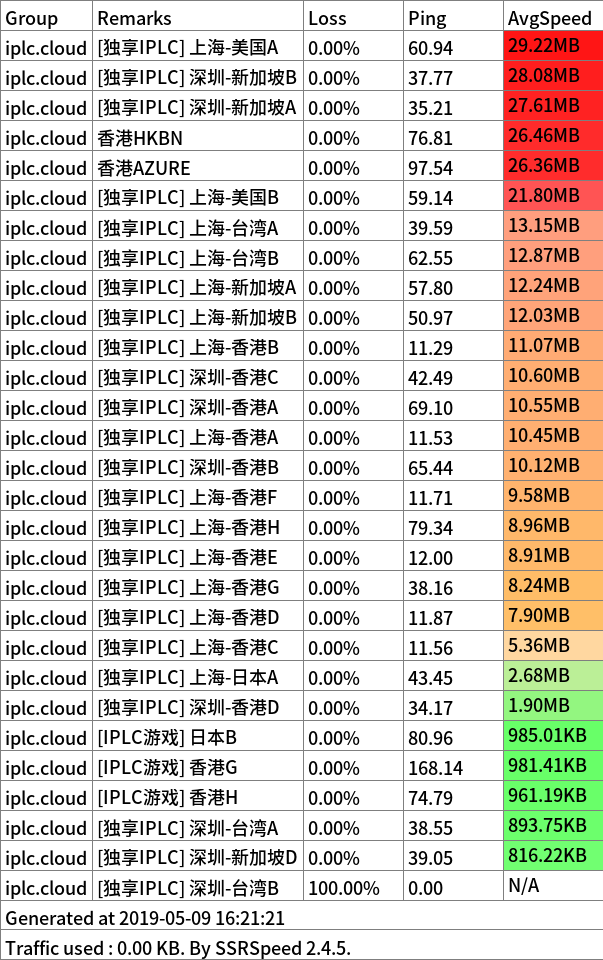 Group Remarks Loss Ping AvgSpeed
iplc.cloud [独享IPLC] 上海-美国A 0.00% 60.94 29.22MB
iplc.cloud [独享IPLC] 深圳-新加坡B 0.00% 37.77 28.08MB
iplc.cloud [独享IPLC] 深圳-新加坡A 0.00% 35.21 27.61MB
iplc.cloud 香港HKBN 0.00% 76.81 26.46MB
iplc.cloud 香港AZURE 0.00% 97.54 26.36MB
iplc.cloud [独享IPLC] 上海-美国B 0.00% 59.14 21.80MB
iplc.cloud [独享IPLC] 上海-台湾A 0.00% 39.59 13.15MB
iplc.cloud [独享IPLC] 上海-台湾B 0.00% 62.55 12.87MB
iplc.cloud [独享IPLC] 上海-新加坡A 0.00% 57.80 12.24MB
iplc.cloud [独享IPLC] 上海-新加坡B 0.00% 50.97 12.03MB
iplc.cloud [独享IPLC] 上海-香港B 0.00% 11.29 11.07MB
iplc.cloud [独享IPLC] 深圳-香港C 0.00% 42.49 10.60MB
iplc.cloud [独享IPLC] 深圳-香港A 0.00% 69.10 10.55MB
iplc.cloud [独享IPLC] 上海-香港A 0.00% 11.53 10.45MB
iplc.cloud [独享IPLC] 深圳-香港B 0.00% 65.44 10.12MB
iplc.cloud [独享IPLC] 上海-香港F 0.00% 11.71 9.58MB
iplc.cloud [独享IPLC] 上海-香港H 0.00% 79.34 8.96MB
iplc.cloud [独享IPLC] 上海-香港E 0.00% 12.00 8.91MB
iplc.cloud [独享IPLC] 上海-香港G 0.00% 38.16 8.24MB
iplc.cloud [独享IPLC] 上海-香港D 0.00% 11.87 7.90MB
iplc.cloud [独享IPLC] 上海-香港C 0.00% 11.56 5.36MB
iplc.cloud [独享IPLC] 上海-日本A 0.00% 43.45 2.68MB
iplc.cloud [独享IPLC] 深圳-香港D 0.00% 34.17 1.90MB
iplc.cloud [IPLC游戏] 日本B 0.00% 80.96 985.01KB
iplc.cloud [IPLC游戏] 香港G 0.00% 168.14 981.41KB
iplc.cloud [IPLC游戏] 香港H 0.00% 74.79 961.19KB
iplc.cloud [独享IPLC] 深圳-台湾A 0.00% 38.55 893.75KB
iplc.cloud [独享IPLC] 深圳-新加坡D 0.00% 39.05 816.22KB
iplc.cloud [独享IPLC] 深圳-台湾B 100.00% 0.00 N/A
Generated at 2019-05-09 16:21:21
Traffic used : 0.00 KB. By SSRSpeed 2.4.5.